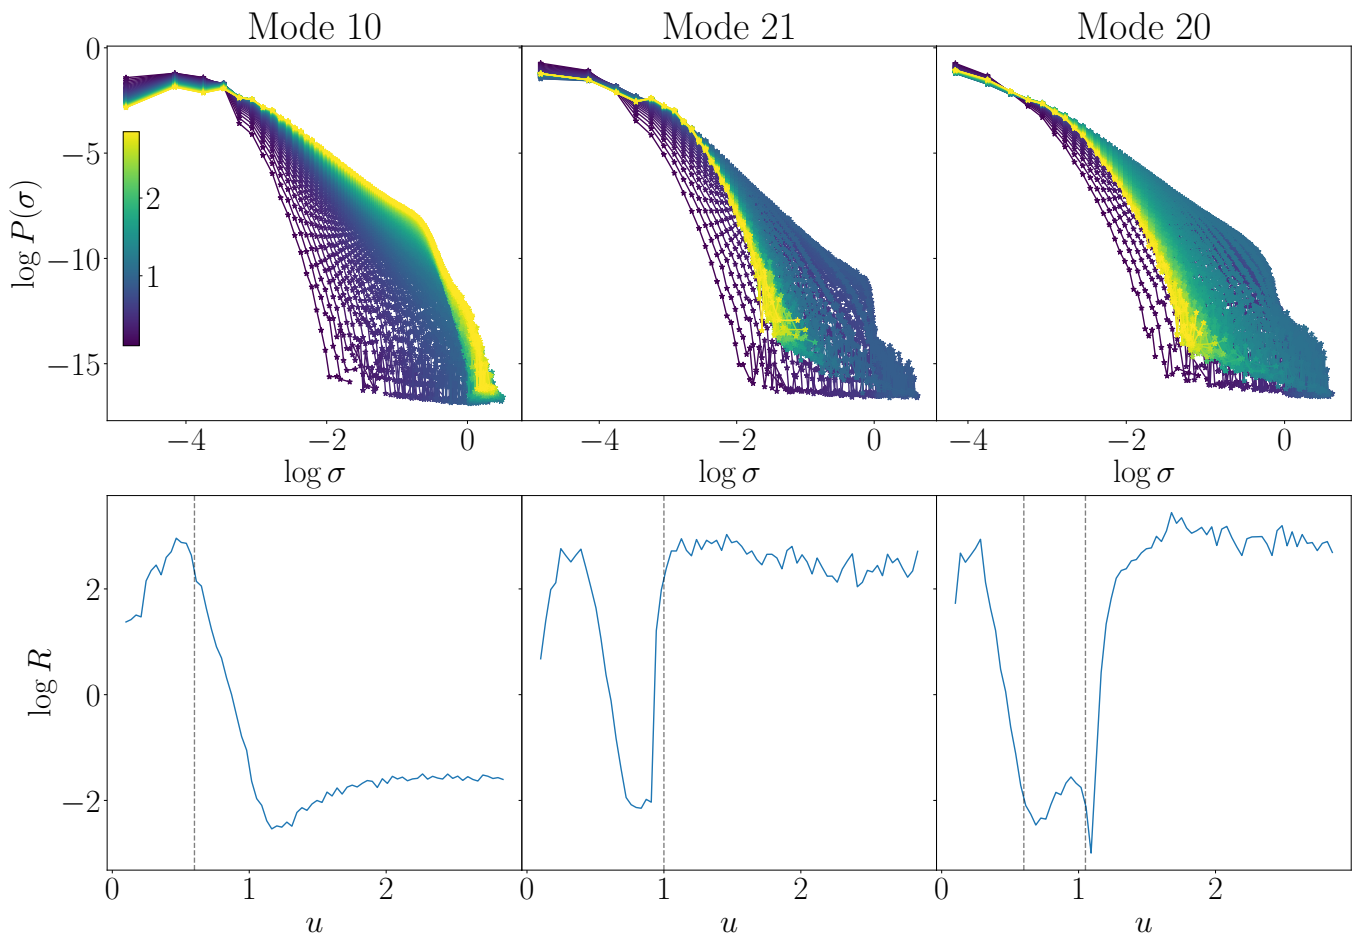 Mode 10 Mode 21 Mode 20
0
−5
−10
−15
log P(σ)
2
1
−4 −2 0 −4 −2 0 −4 −2 0
log σ log σ log σ
2
0
−2
log R
0 1 2 0 1 2 0 1 2
u u u